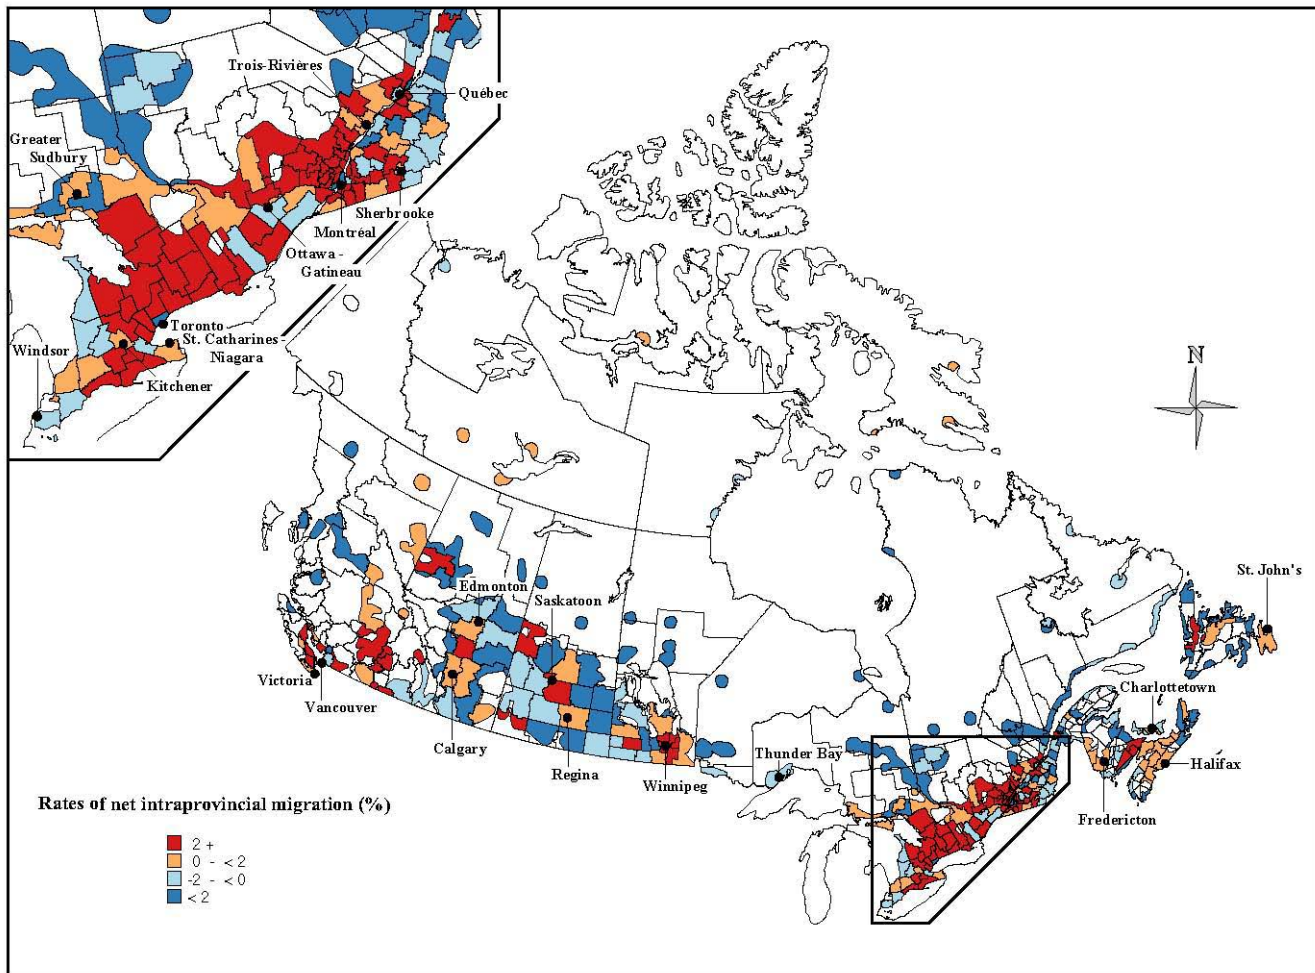 Trois-Rivières
Québec
Greater
Sudbury
Sherbrooke
Montréal
Ottawa -
Gatineau
Toronto
St. Catharines
Niagara
Windsor
Kitchener
N
Edmonton
Saskatoon
St. John's
Victoria
Vancouver
Charlottetown
Calgary
Regina
Winnipeg
Thunder Bay
Halifax
Fredericton
Rates of net intraprovincial migration (%)
2 +
0 - < 2
-2 - < 0
< 2